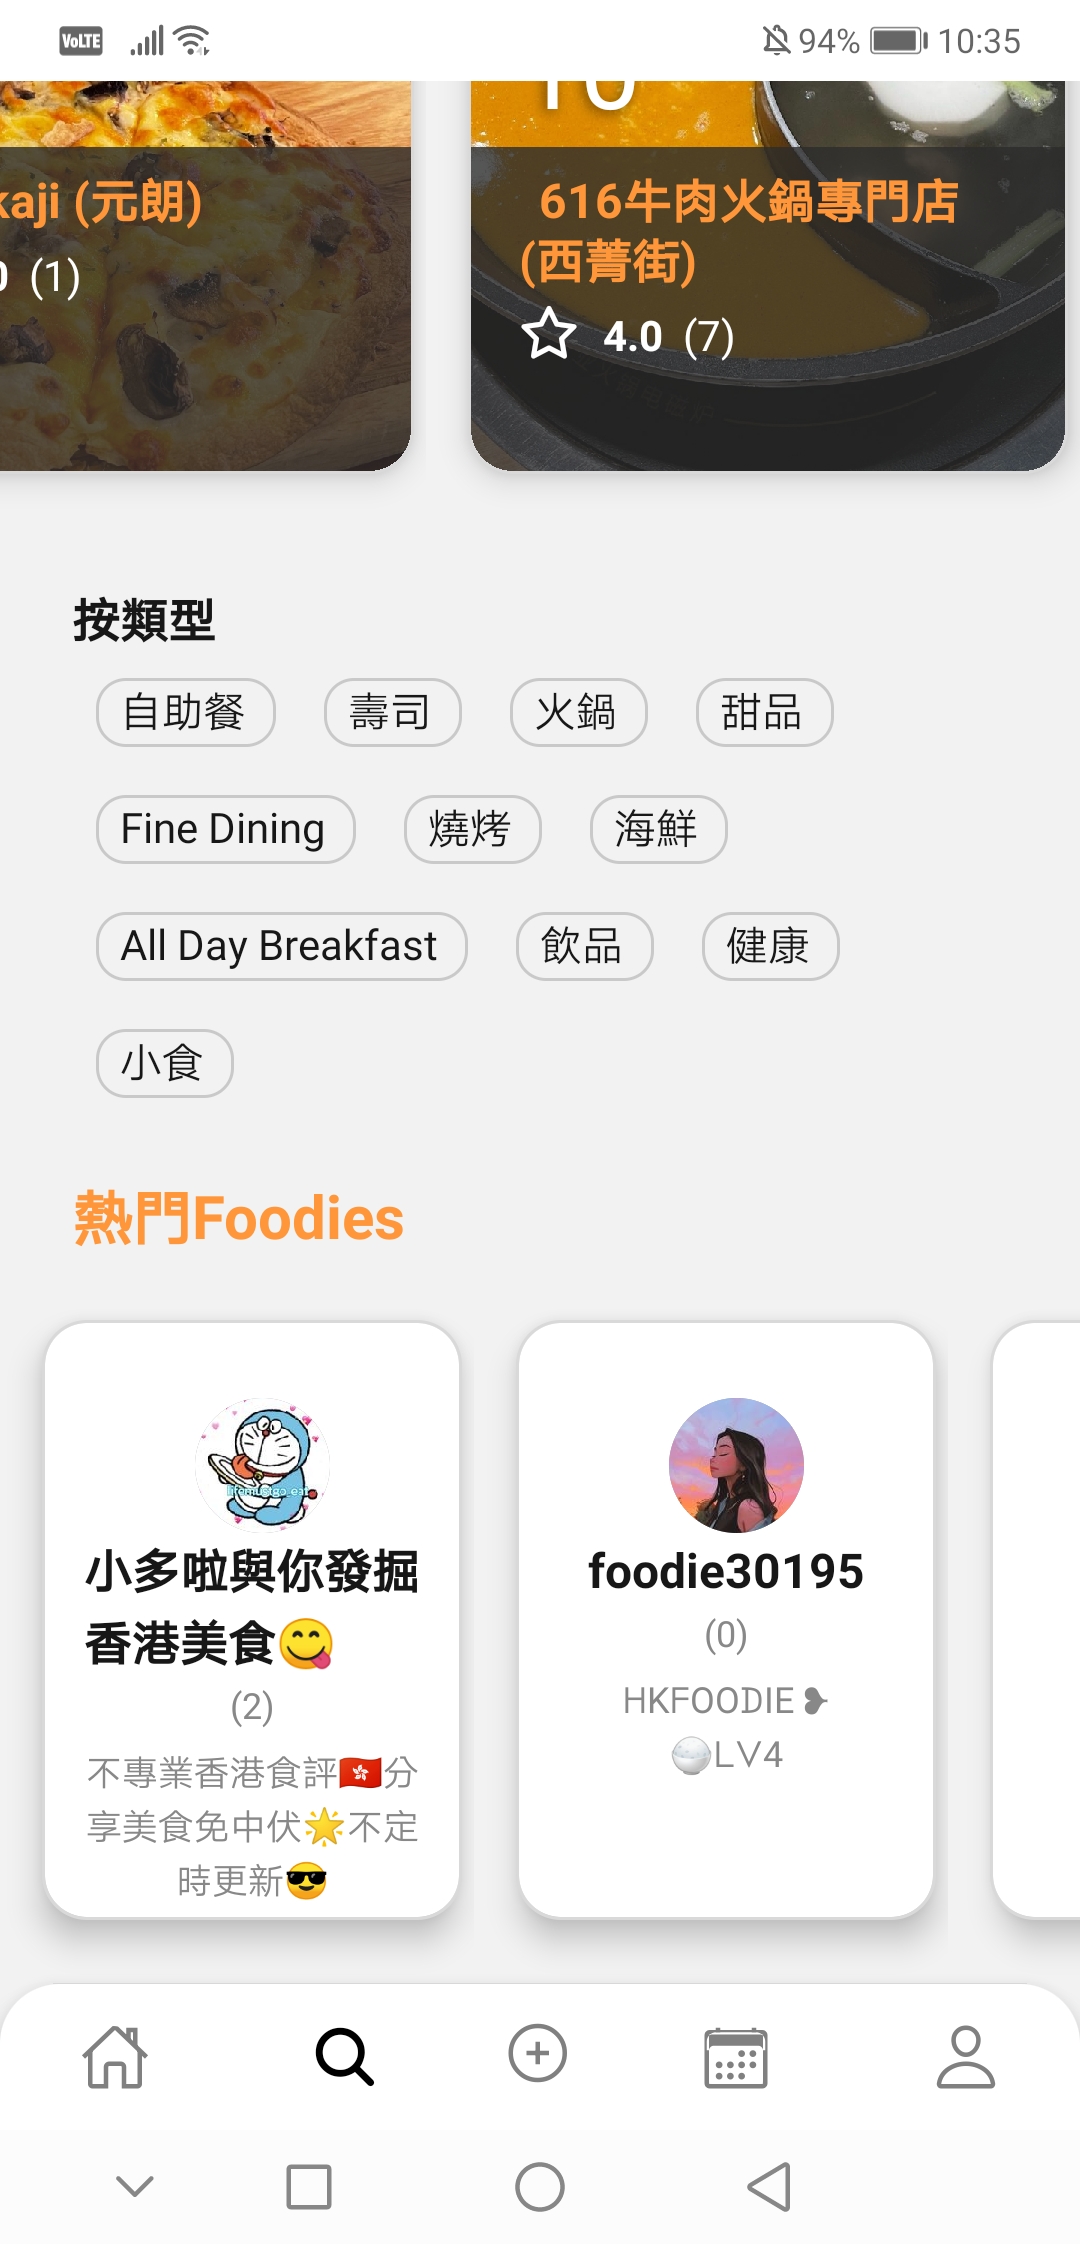 VoLTE 94% 10:35
10
kaji (元朗)
616牛肉火鍋專門店
(西菁街)
0 (1)
4.0 (7)
按類型
自助餐 壽司 火鍋 甜品
Fine Dining 燒烤 海鮮
All Day Breakfast 飲品 健康
小食
熱門Foodies
小多啦與你發掘
香港美食😋
(2)
不專業香港食評🇭🇰分
享美食免中伏🌟不定
時更新😎
foodie30195
(0)
HKFOODIE ❥
⚪LV4